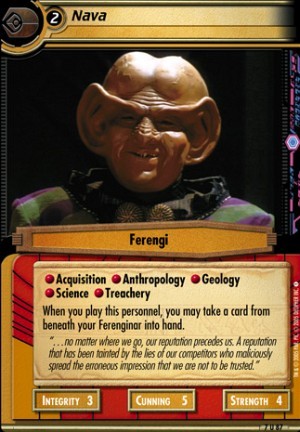 2 Nava
Ferengi
Acquisition Anthropology Geology
Science Treachery
When you play this personnel, you may take a card from
beneath your Ferenginar into hand.
"…no matter where we go, our reputation precedes us. A reputation
that has been tainted by the lies of our competitors who maliciously
spread the erroneous impression that we are not to be trusted."
INTEGRITY 3 CUNNING 5 STRENGTH 4